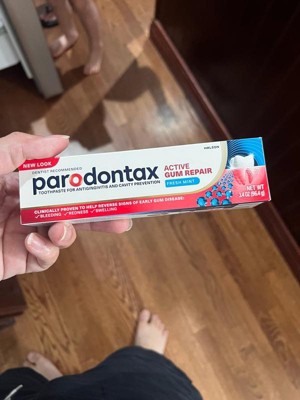 NEW LOOK
HALEON
DENTIST RECOMMENDED
parodontax
TOOTHPASTE FOR ANTIGINGIVITIS AND CAVITY PREVENTION
ACTIVE
GUM REPAIR
FRESH MINT
CLINICALLY PROVEN TO HELP REVERSE SIGNS OF EARLY GUM DISEASE:
✓BLEEDING ✓REDNESS ✓SWELLING
NET WT
3.4 OZ (96.4 g)